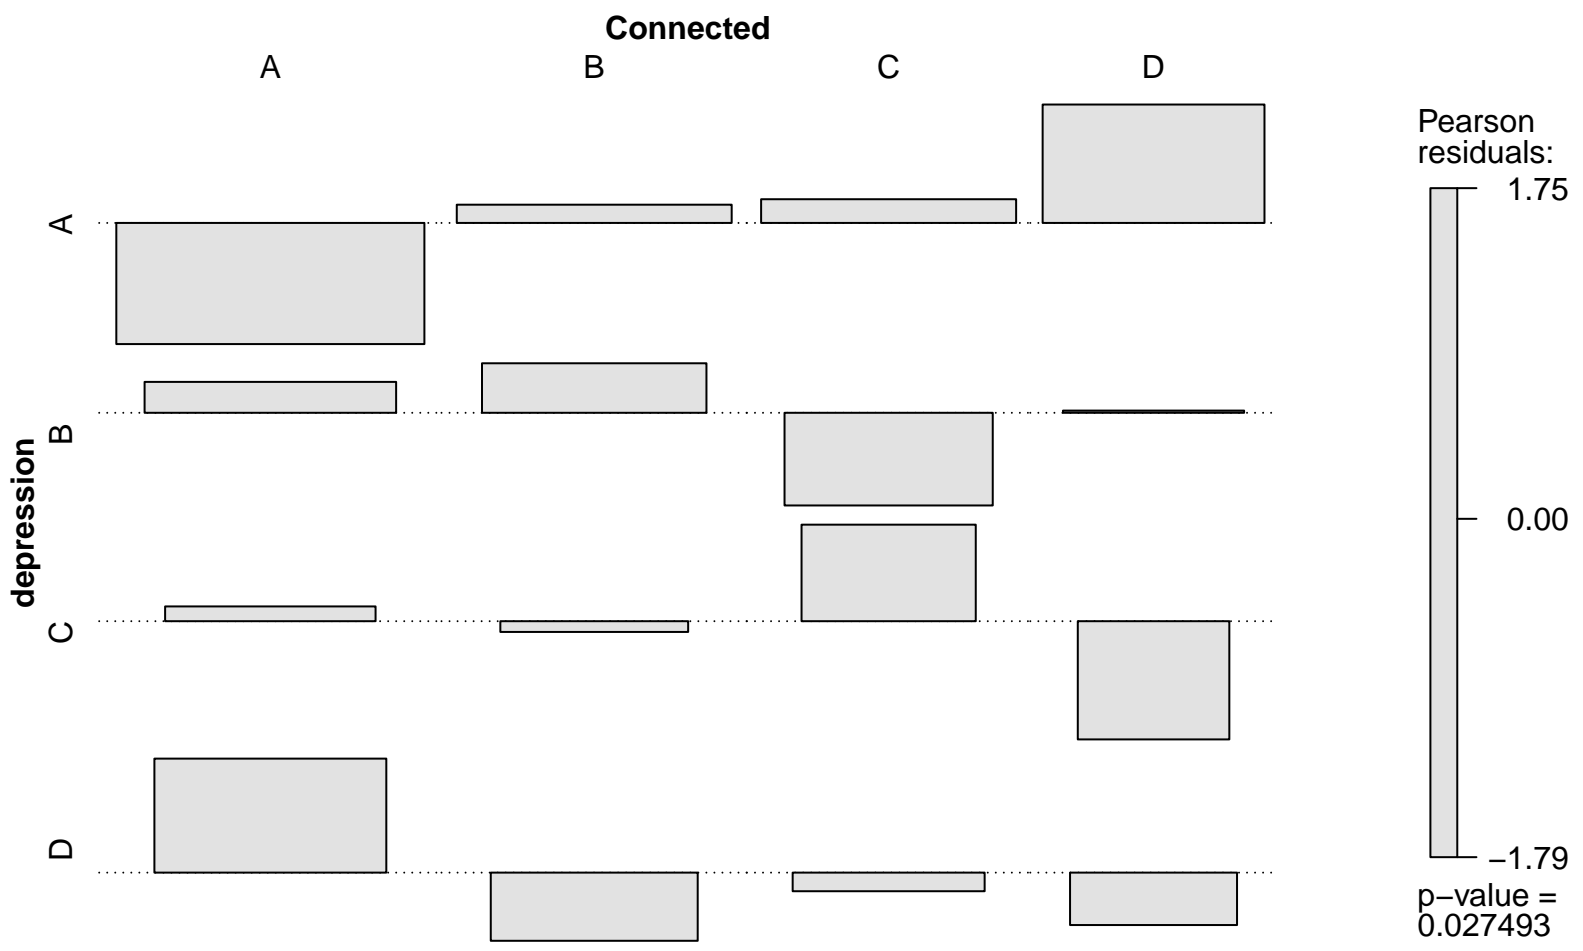 Connected
A B C D
depression
A
B
C
D
Pearson
residuals:
1.75
0.00
−1.79
p−value =
0.027493